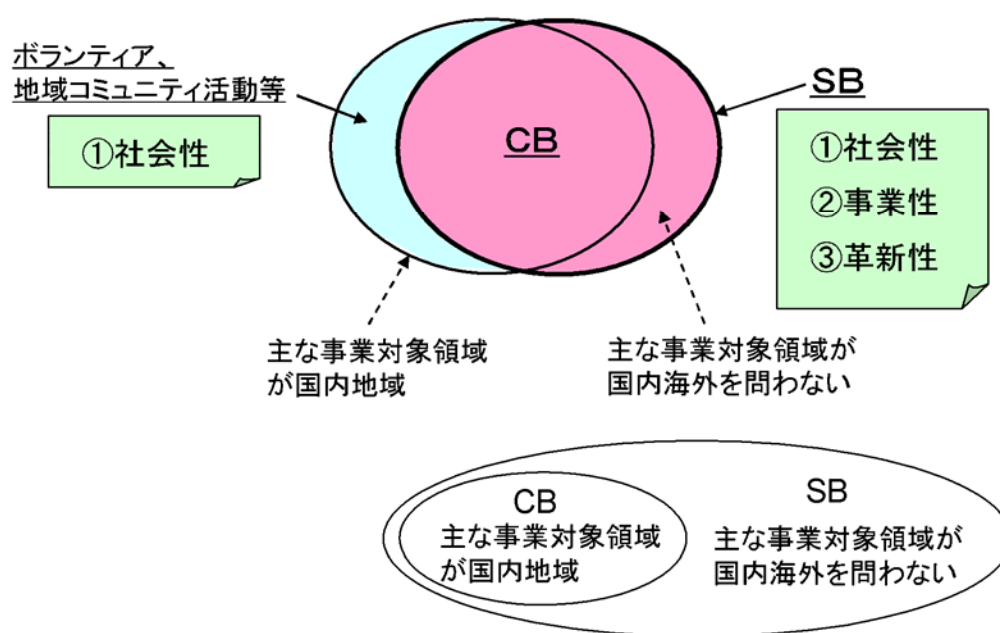 ボランティア、
地域コミュニティ活動等
①社会性
CB
SB
①社会性
②事業性
③革新性
主な事業対象領域
が国内地域
主な事業対象領域が
国内海外を問わない
CB
主な事業対象領域
が国内地域
SB
主な事業対象領域が
国内海外を問わない